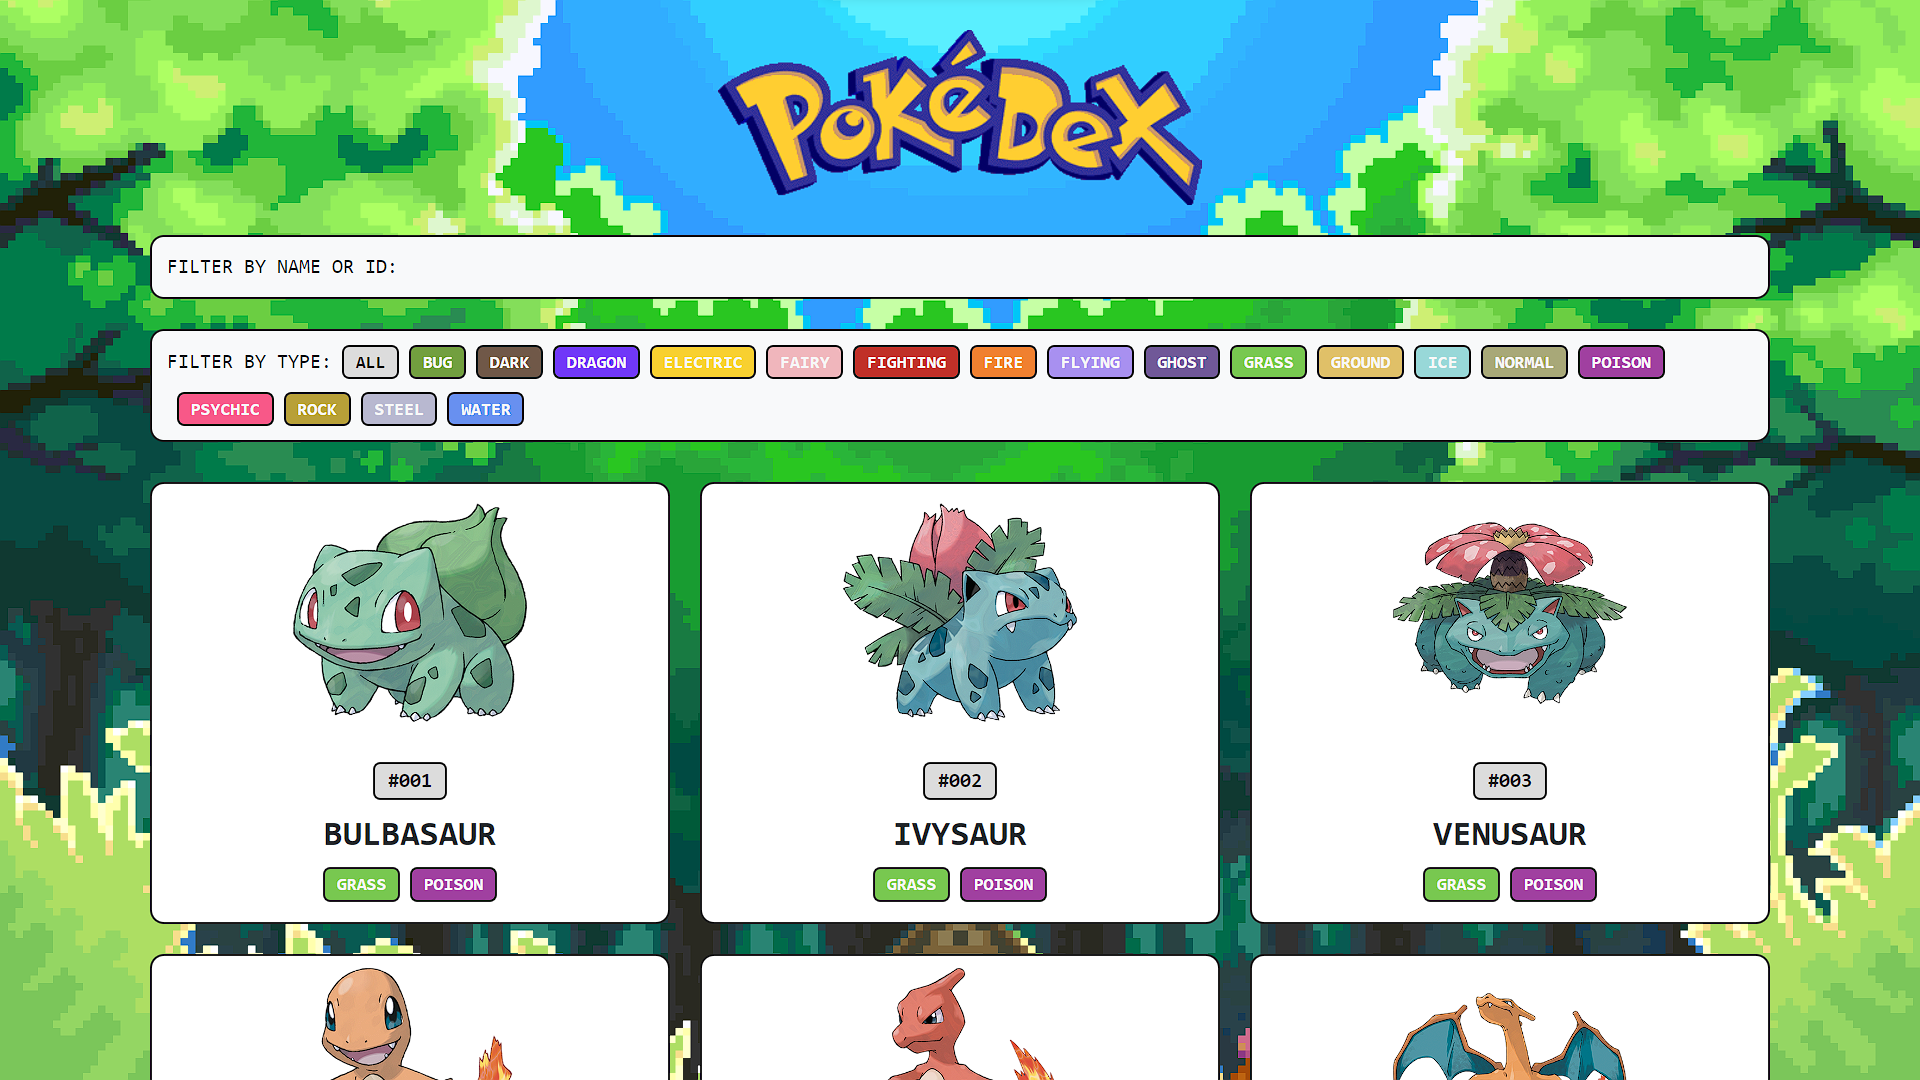 PoKéDeX
FILTER BY NAME OR ID:
FILTER BY TYPE: ALL BUG DARK DRAGON ELECTRIC FAIRY FIGHTING FIRE FLYING GHOST GRASS GROUND ICE NORMAL POISON
PSYCHIC ROCK STEEL WATER
#001
BULBASAUR
GRASS POISON
#002
IVYSAUR
GRASS POISON
#003
VENUSAUR
GRASS POISON